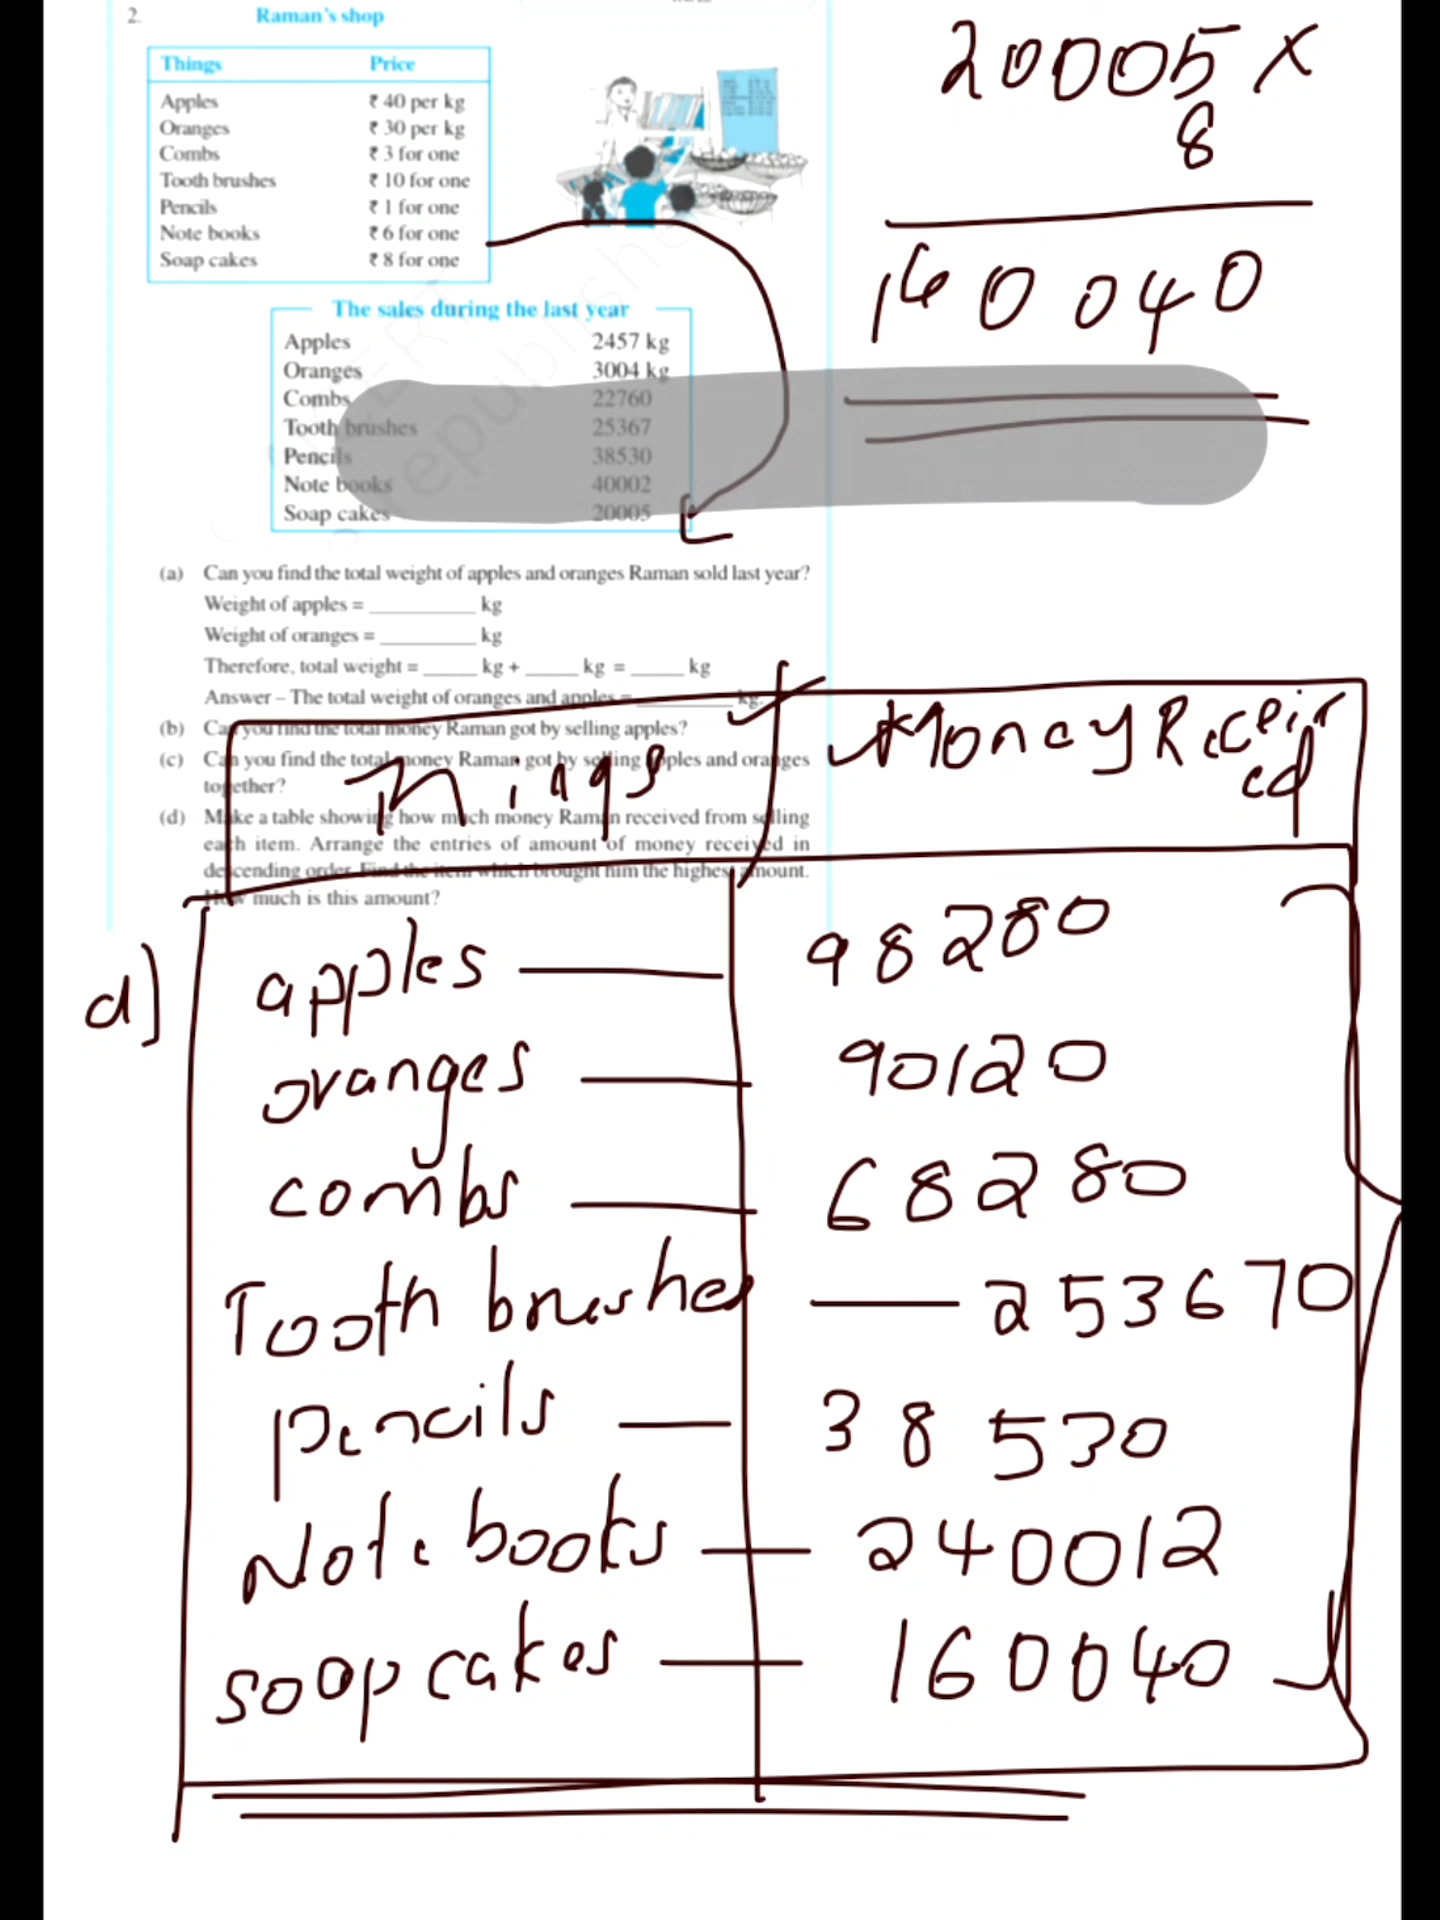 2. Raman's shop
Things Price
Apples ₹ 40 per kg
Oranges ₹ 30 per kg
Combs ₹ 3 for one
Tooth brushes ₹ 10 for one
Pencils ₹ 1 for one
Note books ₹ 6 for one
Soap cakes ₹ 8 for one
20005 ×
8
160040
The sales during the last year
Apples 2457 kg
Oranges 3004 kg
Combs 22760
Tooth brushes 25367
Pencils 38530
Note books 40002
Soap cakes 20005
(a) Can you find the total weight of apples and oranges Raman sold last year?
Weight of apples = __________ kg
Weight of oranges = _________ kg
Therefore, total weight = _____ kg + _____ kg = _____ kg
Answer – The total weight of oranges and apples = _________ kg.
(b) Can you find the total money Raman got by selling apples?
(c) Can you find the total money Raman got by selling apples and oranges
together?
(d) Make a table showing how much money Raman received from selling
each item. Arrange the entries of amount of money received in
descending order. Find the item which brought him the highest amount.
How much is this amount?
Things Money Received
d) apples — 98280
oranges — 90120
combs — 68280
Tooth brushes — 253670
pencils — 38530
Note books — 240012
soap cakes — 160040